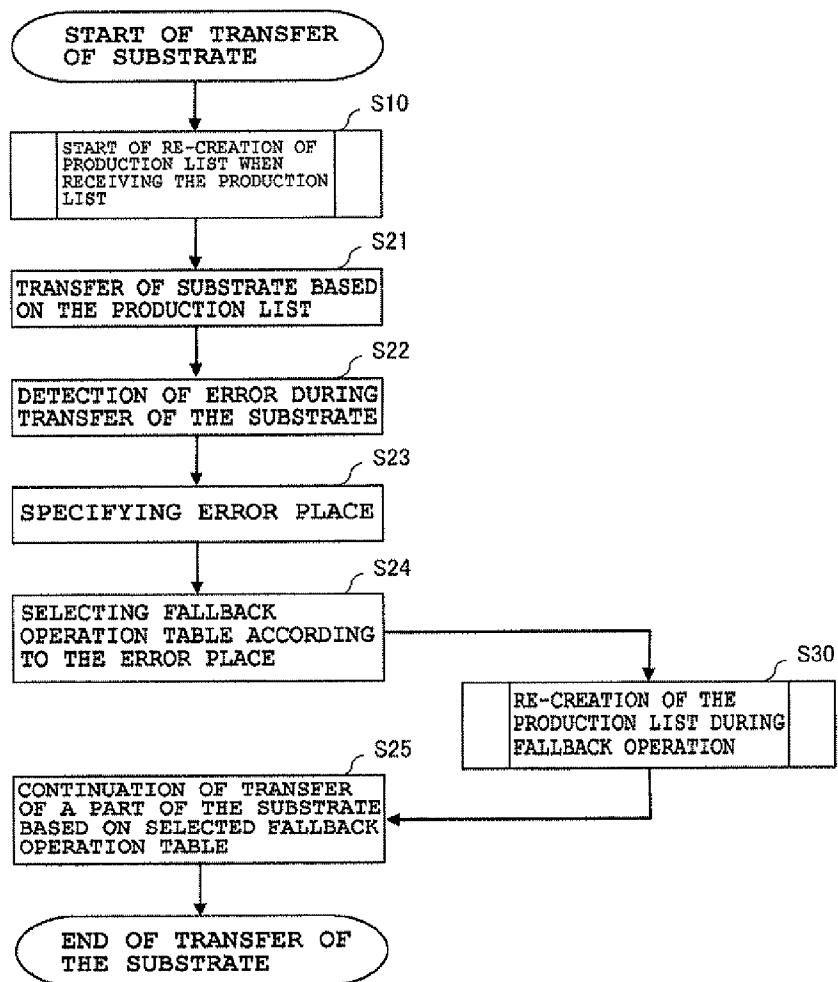 START OF TRANSFER
OF SUBSTRATE
S10
START OF RE-CREATION OF
PRODUCTION LIST WHEN
RECEIVING THE PRODUCTION
LIST
S21
TRANSFER OF SUBSTRATE BASED
ON THE PRODUCTION LIST
S22
DETECTION OF ERROR DURING
TRANSFER OF THE SUBSTRATE
S23
SPECIFYING ERROR PLACE
S24
SELECTING FALLBACK
OPERATION TABLE ACCORDING
TO THE ERROR PLACE
S30
RE-CREATION OF THE
PRODUCTION LIST DURING
FALLBACK OPERATION
S25
CONTINUATION OF TRANSFER
OF A PART OF THE SUBSTRATE
BASED ON SELECTED FALLBACK
OPERATION TABLE
END OF TRANSFER OF
THE SUBSTRATE